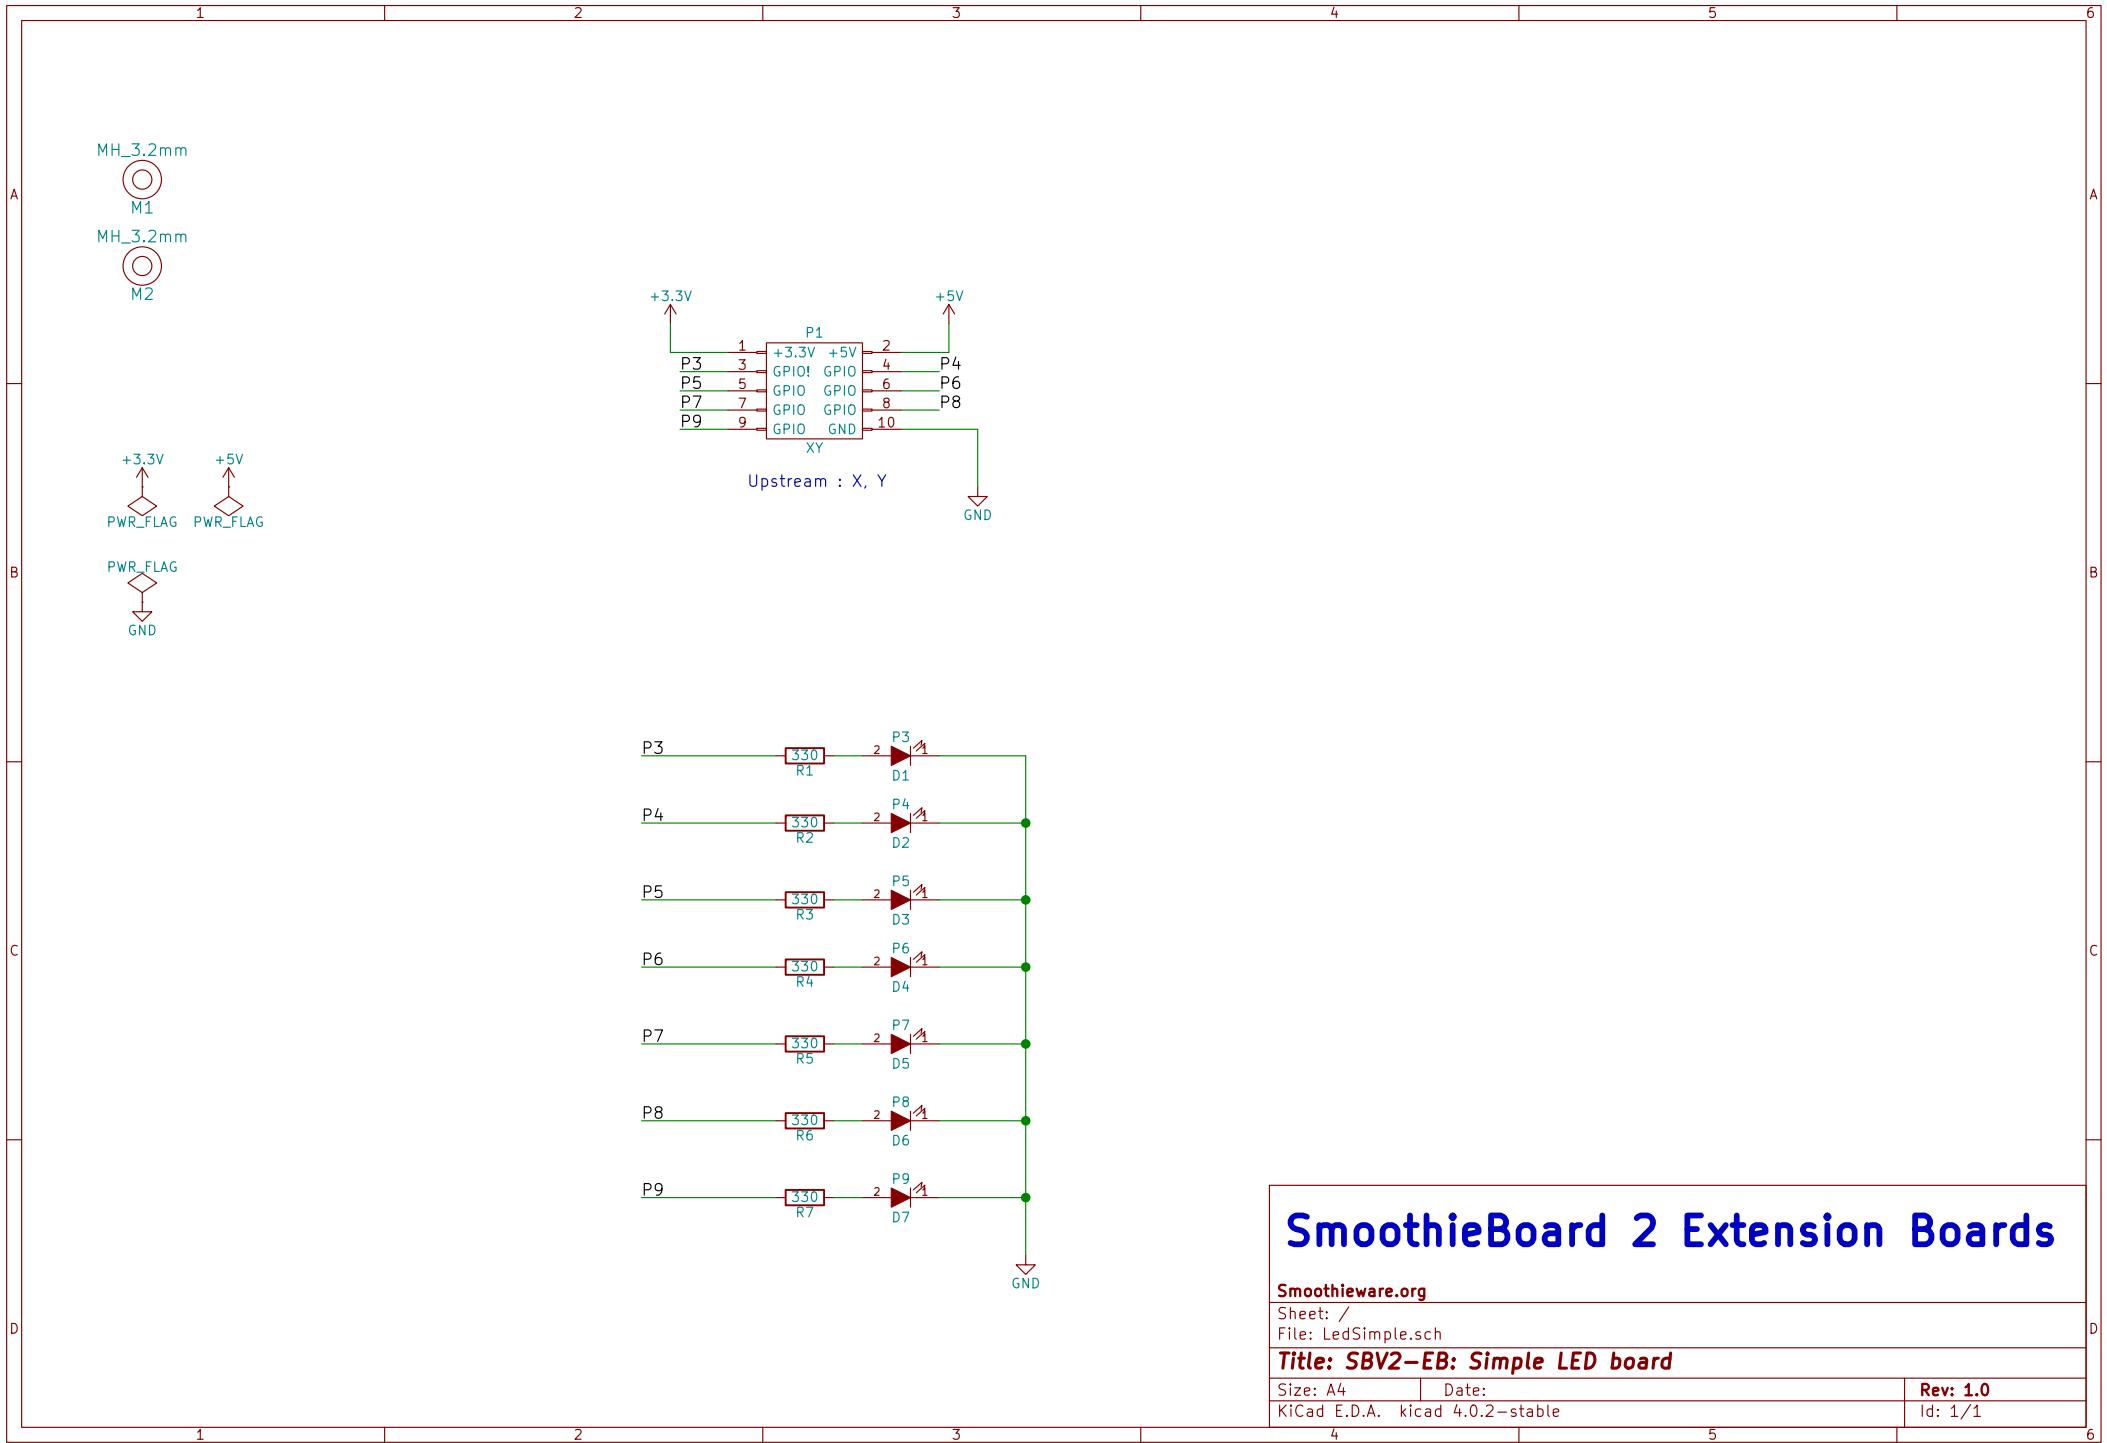 1 2 3 4 5 6
A A
MH_3.2mm
M1
MH_3.2mm
M2
+3.3V +5V
P1
1 +3.3V +5V 2
P3 3 GPIO! GPIO 4 P4
P5 5 GPIO GPIO 6 P6
P7 7 GPIO GPIO 8 P8
P9 9 GPIO GND 10
XY
Upstream : X, Y
GND
+3.3V +5V
PWR_FLAG PWR_FLAG
B B
PWR_FLAG
GND
P3
P3 330 2 1
R1 D1
P4
P4 330 2 1
R2 D2
P5
P5 330 2 1
R3 D3
C C
P6
P6 330 2 1
R4 D4
P7
P7 330 2 1
R5 D5
P8
P8 330 2 1
R6 D6
P9
P9 330 2 1
R7 D7
GND
SmoothieBoard 2 Extension Boards
Smoothieware.org
Sheet: /
File: LedSimple.sch
D D
Title: SBV2-EB: Simple LED board
Size: A4 Date: Rev: 1.0
KiCad E.D.A. kicad 4.0.2-stable Id: 1/1
1 2 3 4 5 6